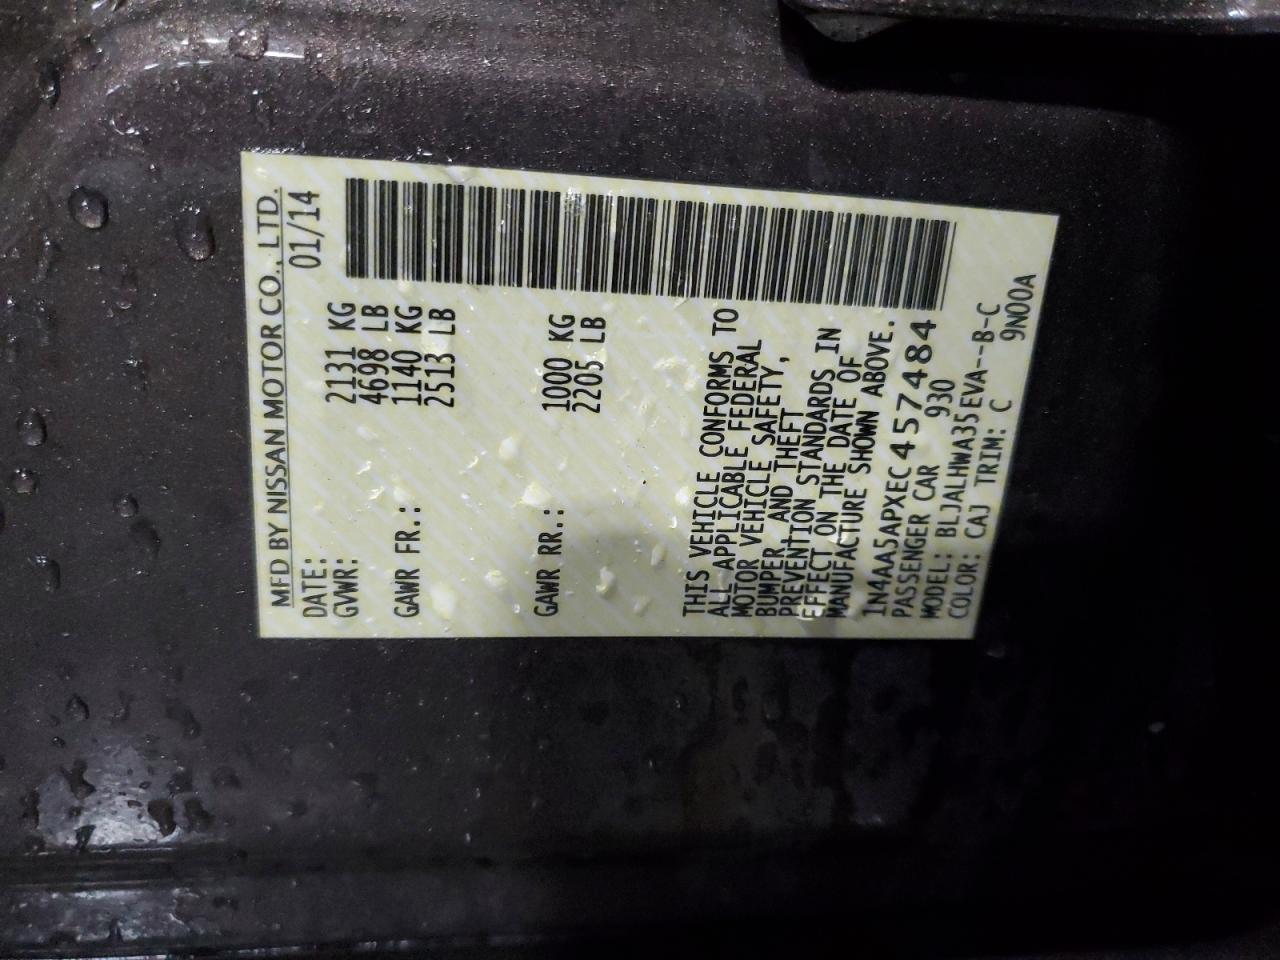 MFD BY NISSAN MOTOR CO., LTD.
DATE: 01/14
GVWR: 2131 KG
4698 LB
GAWR FR.: 1140 KG
2513 LB
GAWR RR.: 1000 KG
2205 LB
THIS VEHICLE CONFORMS TO
ALL APPLICABLE FEDERAL
MOTOR VEHICLE SAFETY,
BUMPER AND THEFT
PREVENTION STANDARDS IN
EFFECT ON THE DATE OF
MANUFACTURE SHOWN ABOVE.
1N4AA5APXEC457484
PASSENGER CAR 930
MODEL: BLJALHWA35EVA--B-C
COLOR: CAJ TRIM: C 9N00A